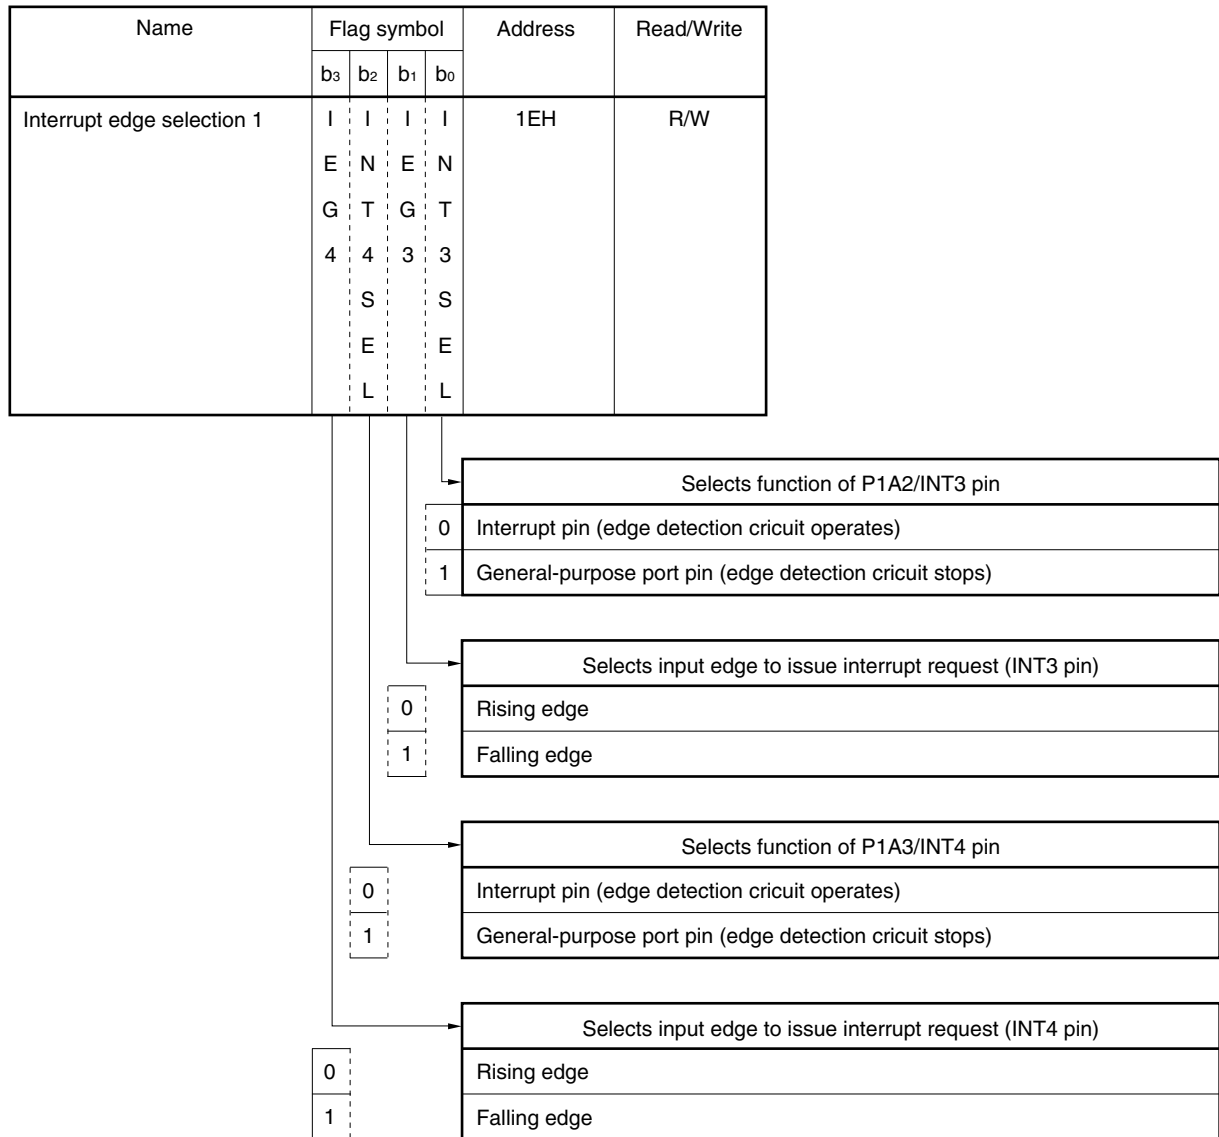 Name Flag symbol Address Read/Write
b3 b2 b1 b0
Interrupt edge selection 1 I I I I 1EH R/W
E N E N
G T G T
4 4 3 3
S S
E E
L L
Selects function of P1A2/INT3 pin
0 Interrupt pin (edge detection cricuit operates)
1 General-purpose port pin (edge detection cricuit stops)
Selects input edge to issue interrupt request (INT3 pin)
0 Rising edge
1 Falling edge
Selects function of P1A3/INT4 pin
0 Interrupt pin (edge detection cricuit operates)
1 General-purpose port pin (edge detection cricuit stops)
Selects input edge to issue interrupt request (INT4 pin)
0 Rising edge
1 Falling edge